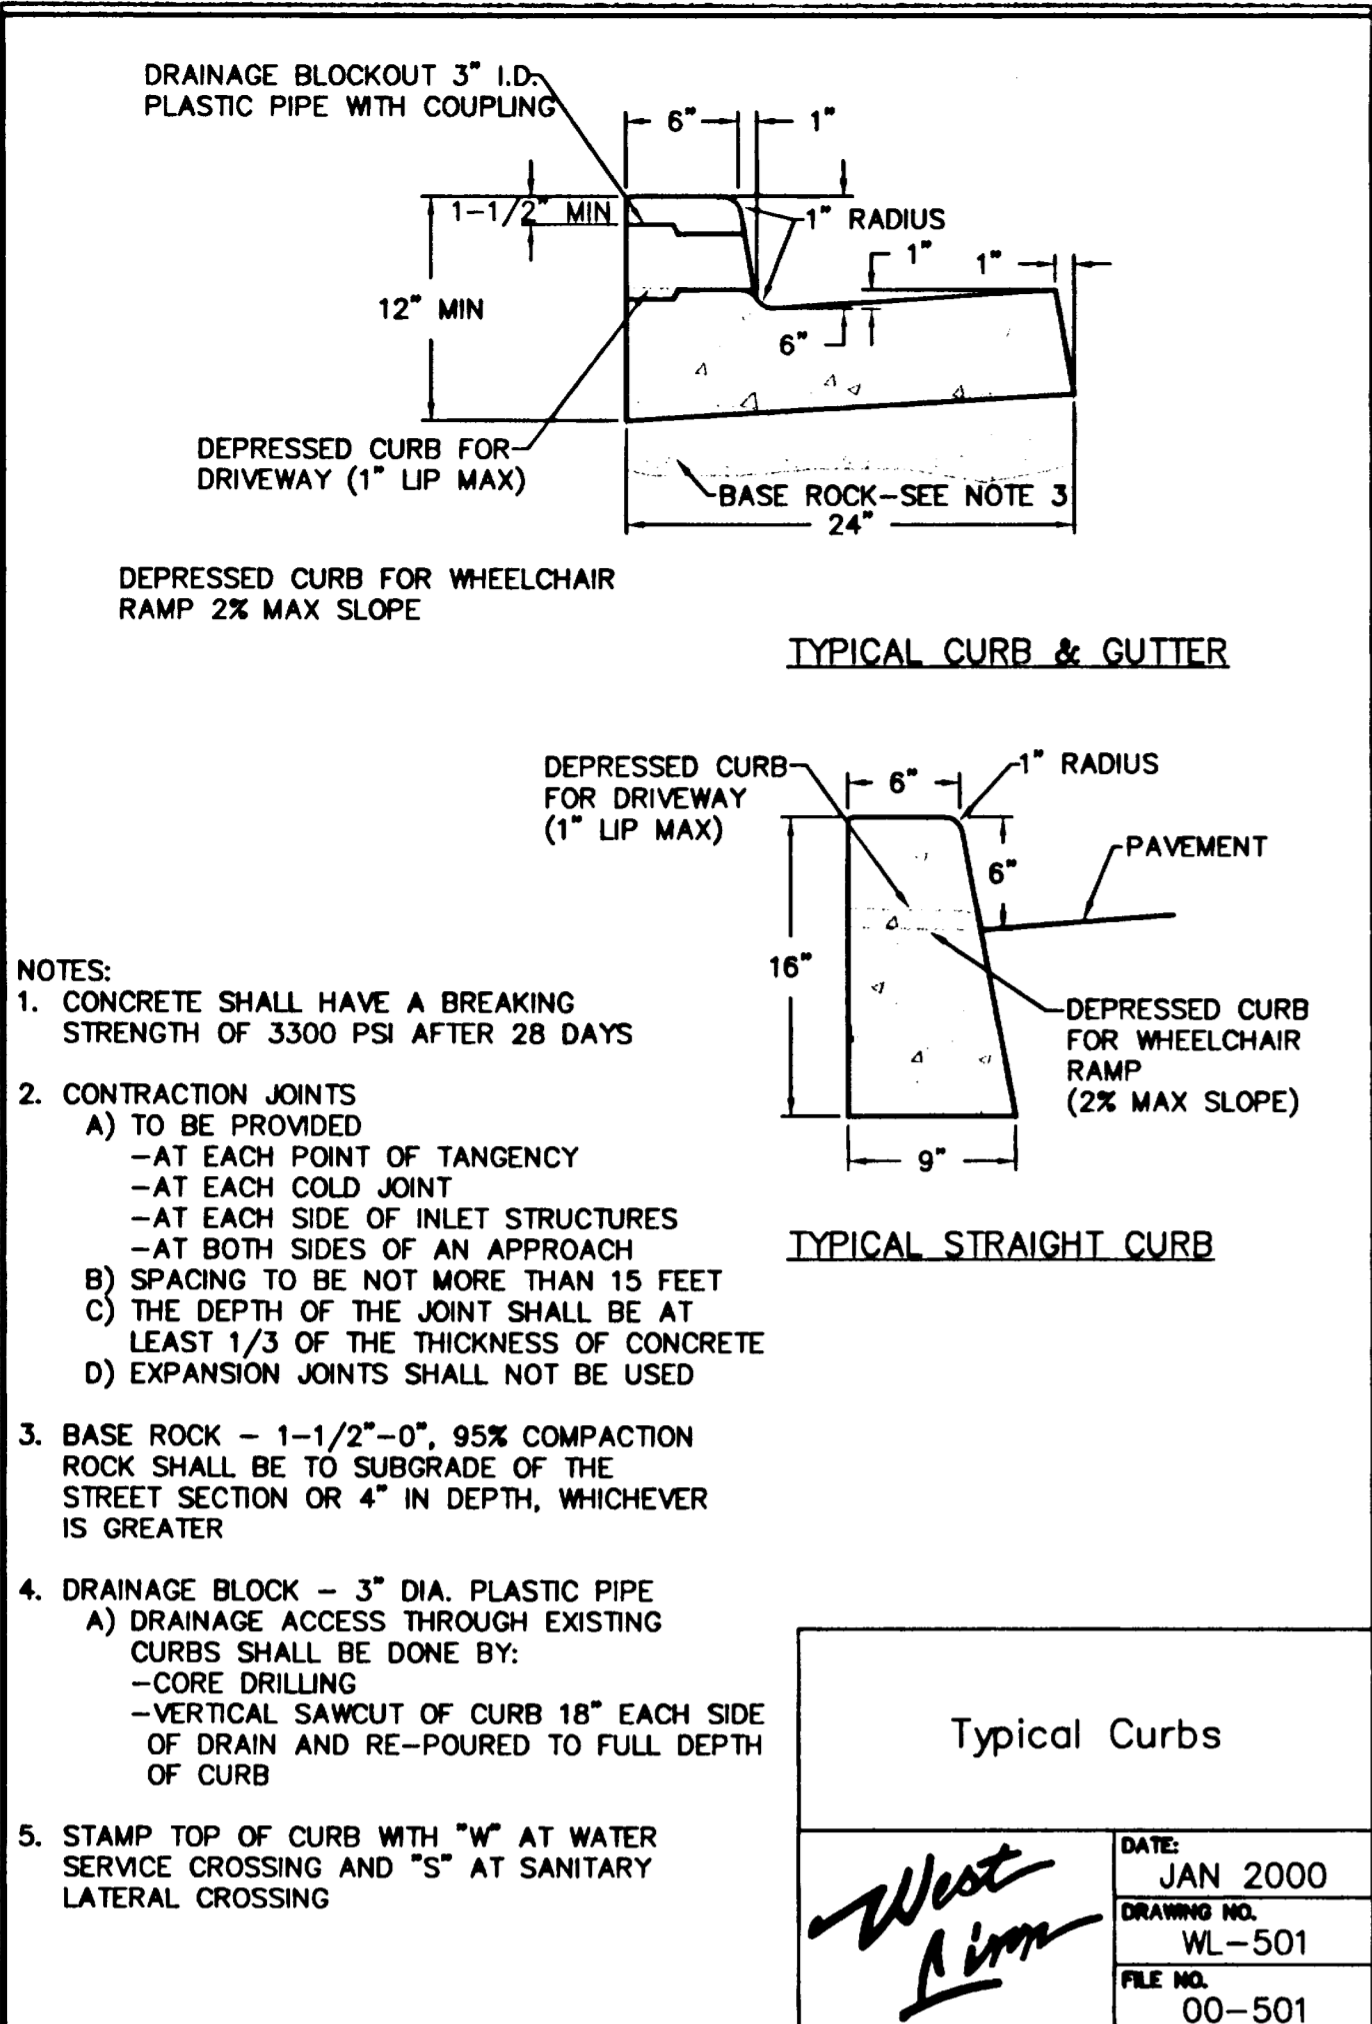 DRAINAGE BLOCKOUT 3" I.D.
PLASTIC PIPE WITH COUPLING
6"
1"
1-1/2" MIN
1" RADIUS
1"
1"
12" MIN
6"
DEPRESSED CURB FOR
DRIVEWAY (1" LIP MAX)
BASE ROCK-SEE NOTE 3
24"
DEPRESSED CURB FOR WHEELCHAIR
RAMP 2% MAX SLOPE
TYPICAL CURB & GUTTER
DEPRESSED CURB
FOR DRIVEWAY
(1" LIP MAX)
6"
1" RADIUS
6"
PAVEMENT
16"
DEPRESSED CURB
FOR WHEELCHAIR
RAMP
(2% MAX SLOPE)
9"
TYPICAL STRAIGHT CURB
NOTES:
1. CONCRETE SHALL HAVE A BREAKING
STRENGTH OF 3300 PSI AFTER 28 DAYS
2. CONTRACTION JOINTS
A) TO BE PROVIDED
-AT EACH POINT OF TANGENCY
-AT EACH COLD JOINT
-AT EACH SIDE OF INLET STRUCTURES
-AT BOTH SIDES OF AN APPROACH
B) SPACING TO BE NOT MORE THAN 15 FEET
C) THE DEPTH OF THE JOINT SHALL BE AT
LEAST 1/3 OF THE THICKNESS OF CONCRETE
D) EXPANSION JOINTS SHALL NOT BE USED
3. BASE ROCK - 1-1/2"-0", 95% COMPACTION
ROCK SHALL BE TO SUBGRADE OF THE
STREET SECTION OR 4" IN DEPTH, WHICHEVER
IS GREATER
4. DRAINAGE BLOCK - 3" DIA. PLASTIC PIPE
A) DRAINAGE ACCESS THROUGH EXISTING
CURBS SHALL BE DONE BY:
-CORE DRILLING
-VERTICAL SAWCUT OF CURB 18" EACH SIDE
OF DRAIN AND RE-POURED TO FULL DEPTH
OF CURB
5. STAMP TOP OF CURB WITH "W" AT WATER
SERVICE CROSSING AND "S" AT SANITARY
LATERAL CROSSING
Typical Curbs
West
Linn
DATE:
JAN 2000
DRAWING NO.
WL-501
FILE NO.
00-501